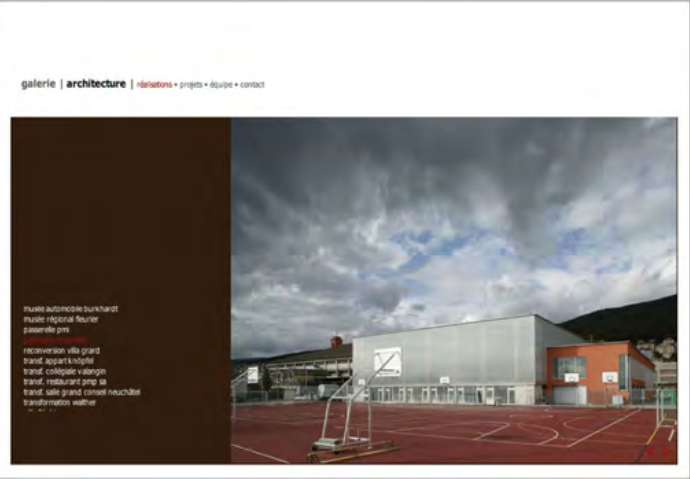 galerie | architecture | réalisations • projets • équipe • contact
musée automobile burkhardt
musée régional fleurier
passerelle pmi
reconversion villa grard
transf. appart knöpfel
transf. collégiale valangin
transf. restaurant pmp sa
transf. salle grand conseil neuchâtel
transformation walther